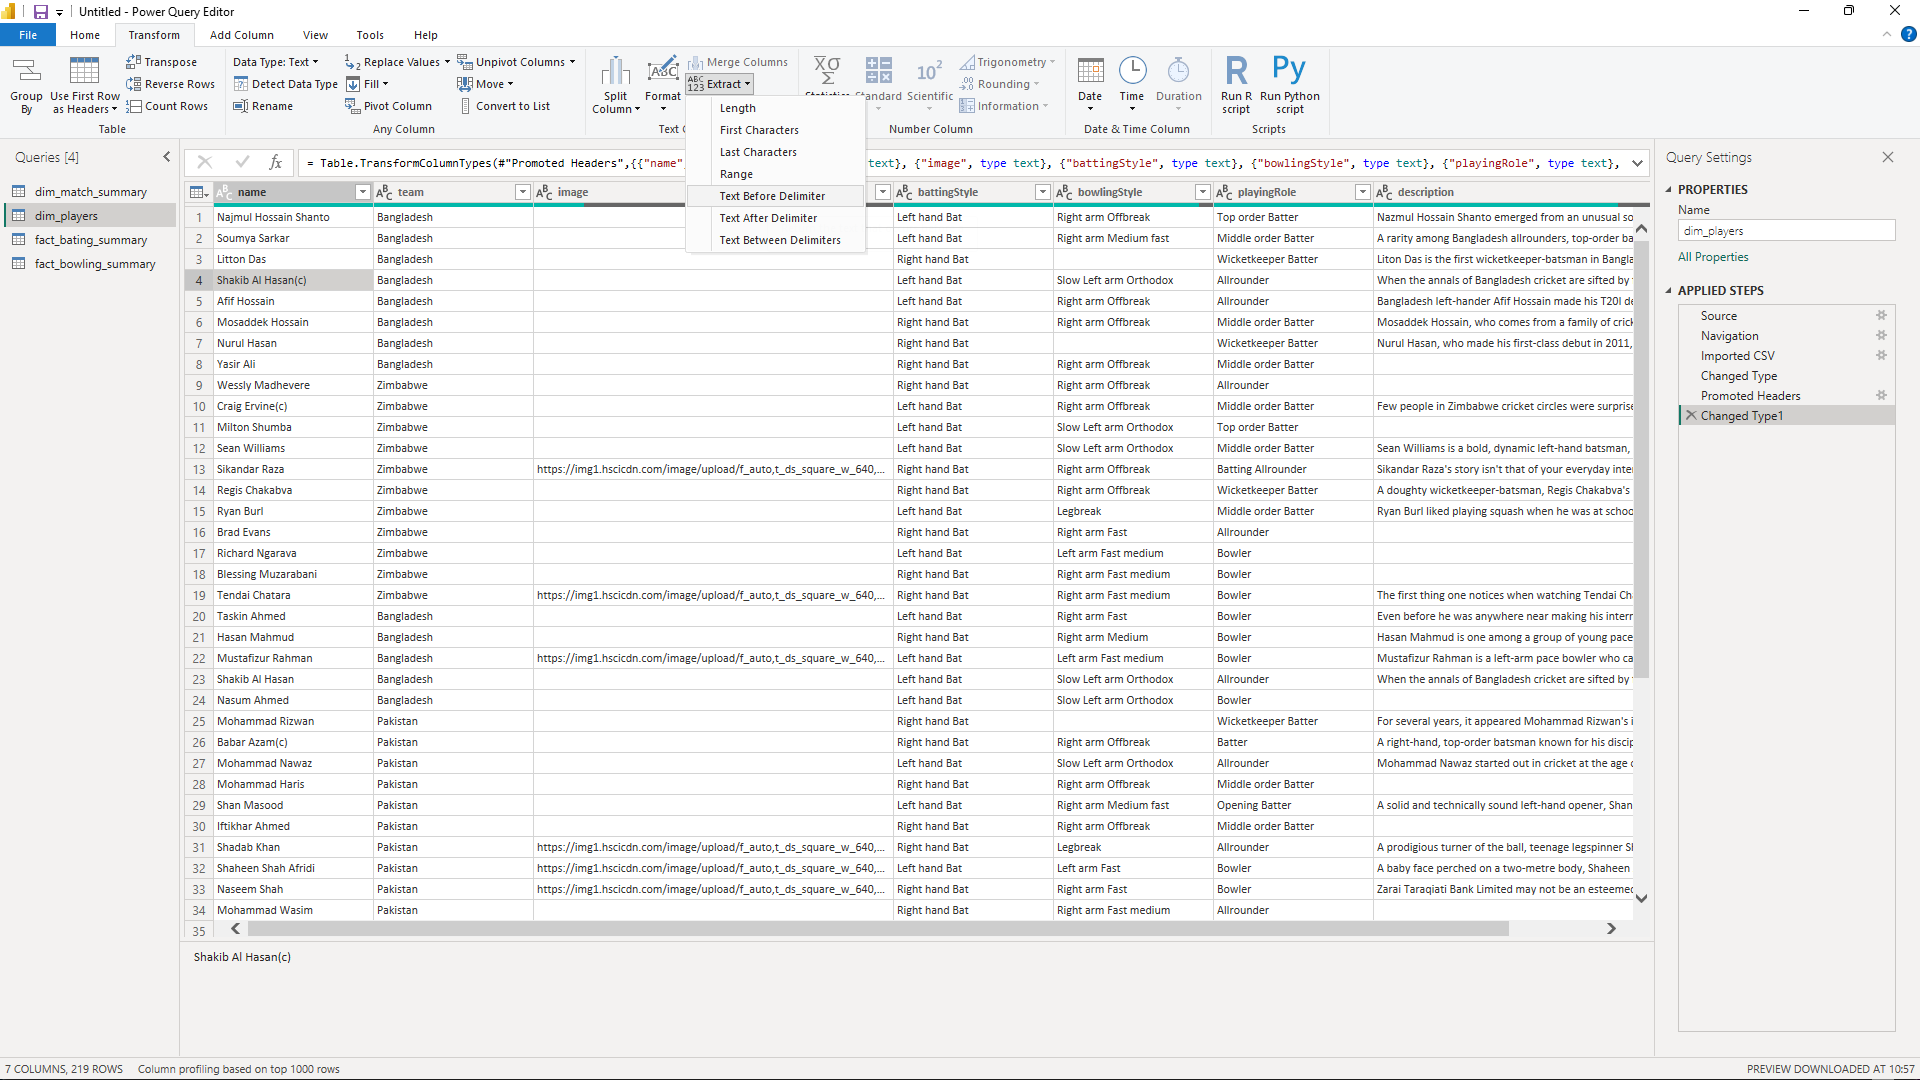 Untitled - Power Query Editor
File Home Transform Add Column View Tools Help
Group By
Use First Row as Headers
Transpose
Reverse Rows
Count Rows
Table
Data Type: Text
Detect Data Type
Rename
Replace Values
Fill
Pivot Column
Unpivot Columns
Move
Convert to List
Any Column
Split Column
Format
Merge Columns
Extract
Text C
Length
First Characters
Last Characters
Range
Text Before Delimiter
Text After Delimiter
Text Between Delimiters
Standard
Scientific
Trigonometry
Rounding
Information
Number Column
Date
Time
Duration
Date & Time Column
Run R script
Run Python script
Scripts
Queries [4]
dim_match_summary
dim_players
fact_bating_summary
fact_bowling_summary
= Table.TransformColumnTypes(#"Promoted Headers",{{"name" text}, {"image", type text}, {"battingStyle", type text}, {"bowlingStyle", type text}, {"playingRole", type text},
name team image battingStyle bowlingStyle playingRole description
1 Najmul Hossain Shanto Bangladesh Left hand Bat Right arm Offbreak Top order Batter Nazmul Hossain Shanto emerged from an unusual so
2 Soumya Sarkar Bangladesh Left hand Bat Right arm Medium fast Middle order Batter A rarity among Bangladesh allrounders, top-order ba
3 Litton Das Bangladesh Right hand Bat Wicketkeeper Batter Liton Das is the first wicketkeeper-batsman in Bangla
4 Shakib Al Hasan(c) Bangladesh Left hand Bat Slow Left arm Orthodox Allrounder When the annals of Bangladesh cricket are sifted by
5 Afif Hossain Bangladesh Left hand Bat Right arm Offbreak Allrounder Bangladesh left-hander Afif Hossain made his T20I de
6 Mosaddek Hossain Bangladesh Right hand Bat Right arm Offbreak Middle order Batter Mosaddek Hossain, who comes from a family of crick
7 Nurul Hasan Bangladesh Right hand Bat Wicketkeeper Batter Nurul Hasan, who made his first-class debut in 2011,
8 Yasir Ali Bangladesh Right hand Bat Right arm Offbreak Middle order Batter
9 Wessly Madhevere Zimbabwe Right hand Bat Right arm Offbreak Allrounder
10 Craig Ervine(c) Zimbabwe Left hand Bat Right arm Offbreak Middle order Batter Few people in Zimbabwe cricket circles were surprise
11 Milton Shumba Zimbabwe Left hand Bat Slow Left arm Orthodox Top order Batter
12 Sean Williams Zimbabwe Left hand Bat Slow Left arm Orthodox Middle order Batter Sean Williams is a bold, dynamic left-hand batsman,
13 Sikandar Raza Zimbabwe https://img1.hscicdn.com/image/upload/f_auto,t_ds_square_w_640,... Right hand Bat Right arm Offbreak Batting Allrounder Sikandar Raza's story isn't that of your everyday inte
14 Regis Chakabva Zimbabwe Right hand Bat Right arm Offbreak Wicketkeeper Batter A doughty wicketkeeper-batsman, Regis Chakabva's
15 Ryan Burl Zimbabwe Left hand Bat Legbreak Middle order Batter Ryan Burl liked playing squash when he was at schoo
16 Brad Evans Zimbabwe Right hand Bat Right arm Fast Allrounder
17 Richard Ngarava Zimbabwe Left hand Bat Left arm Fast medium Bowler
18 Blessing Muzarabani Zimbabwe Right hand Bat Right arm Fast medium Bowler
19 Tendai Chatara Zimbabwe https://img1.hscicdn.com/image/upload/f_auto,t_ds_square_w_640,... Right hand Bat Right arm Fast medium Bowler The first thing one notices when watching Tendai Ch
20 Taskin Ahmed Bangladesh Left hand Bat Right arm Fast Bowler Even before he was anywhere near making his interr
21 Hasan Mahmud Bangladesh Right hand Bat Right arm Medium Bowler Hasan Mahmud is one among a group of young pace
22 Mustafizur Rahman Bangladesh https://img1.hscicdn.com/image/upload/f_auto,t_ds_square_w_640,... Left hand Bat Left arm Fast medium Bowler Mustafizur Rahman is a left-arm pace bowler who ca
23 Shakib Al Hasan Bangladesh Left hand Bat Slow Left arm Orthodox Allrounder When the annals of Bangladesh cricket are sifted by
24 Nasum Ahmed Bangladesh Left hand Bat Slow Left arm Orthodox Bowler
25 Mohammad Rizwan Pakistan Right hand Bat Wicketkeeper Batter For several years, it appeared Mohammad Rizwan's i
26 Babar Azam(c) Pakistan Right hand Bat Right arm Offbreak Batter A right-hand, top-order batsman known for his discip
27 Mohammad Nawaz Pakistan Left hand Bat Slow Left arm Orthodox Allrounder Mohammad Nawaz started out in cricket at the age
28 Mohammad Haris Pakistan Right hand Bat Right arm Offbreak Middle order Batter
29 Shan Masood Pakistan Left hand Bat Right arm Medium fast Opening Batter A solid and technically sound left-hand opener, Shan
30 Iftikhar Ahmed Pakistan Right hand Bat Right arm Offbreak Middle order Batter
31 Shadab Khan Pakistan https://img1.hscicdn.com/image/upload/f_auto,t_ds_square_w_640,... Right hand Bat Legbreak Allrounder A prodigious turner of the ball, teenage legspinner Sl
32 Shaheen Shah Afridi Pakistan https://img1.hscicdn.com/image/upload/f_auto,t_ds_square_w_640,... Left hand Bat Left arm Fast Bowler A baby face perched on a two-metre body, Shaheen
33 Naseem Shah Pakistan https://img1.hscicdn.com/image/upload/f_auto,t_ds_square_w_640,... Right hand Bat Right arm Fast Bowler Zarai Taraqiati Bank Limited may not be an esteemed
34 Mohammad Wasim Pakistan Right hand Bat Right arm Fast medium Allrounder
35
Shakib Al Hasan(c)
Query Settings
PROPERTIES
Name
dim_players
All Properties
APPLIED STEPS
Source
Navigation
Imported CSV
Changed Type
Promoted Headers
Changed Type1
7 COLUMNS, 219 ROWS Column profiling based on top 1000 rows
PREVIEW DOWNLOADED AT 10:57